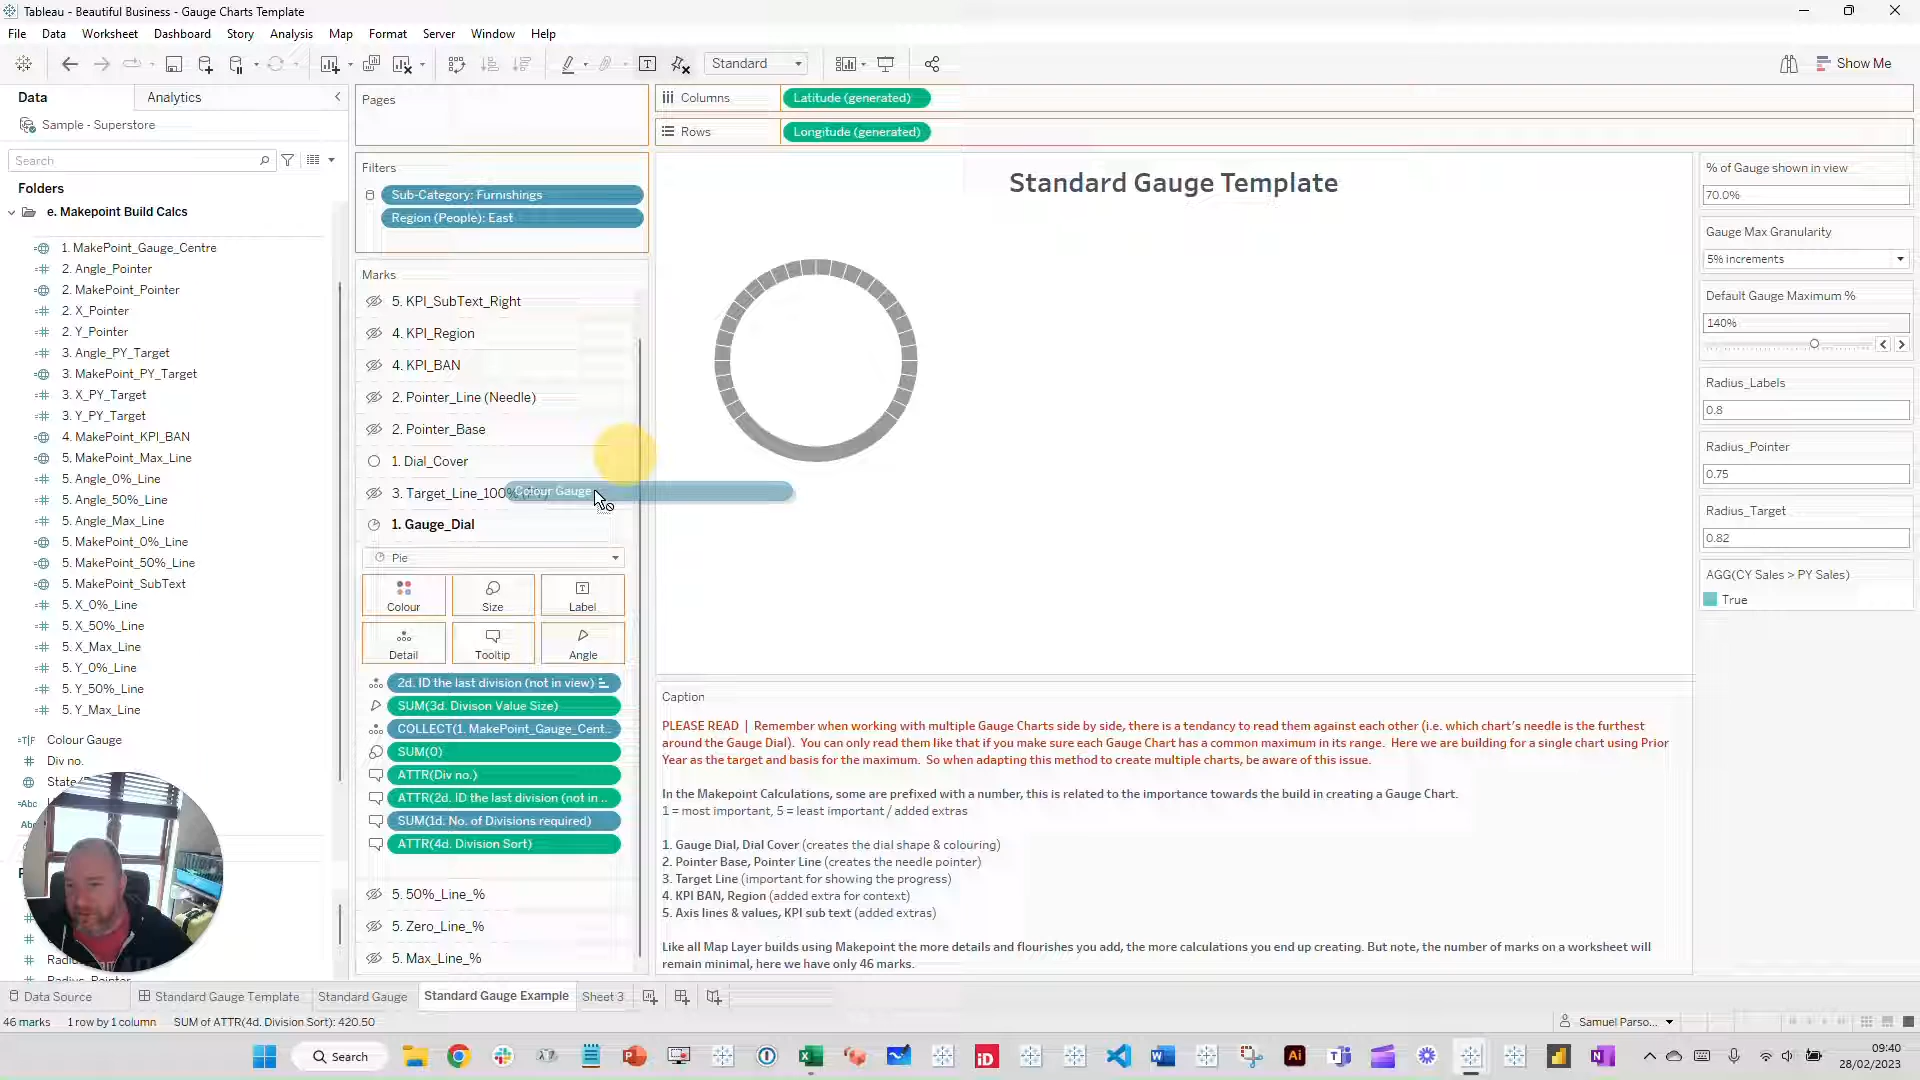 Tableau - Beautiful Business - Gauge Charts Template
File Data Worksheet Dashboard Story Analysis Map Format Server Window Help
Standard
Show Me
Data Analytics
Sample - Superstore
Search
Folders
e. Makepoint Build Calcs
1. MakePoint_Gauge_Centre
2. Angle_Pointer
2. MakePoint_Pointer
2. X_Pointer
2. Y_Pointer
3. Angle_PY_Target
3. MakePoint_PY_Target
3. X_PY_Target
3. Y_PY_Target
4. MakePoint_KPI_BAN
5. MakePoint_Max_Line
5. Angle_0%_Line
5. Angle_50%_Line
5. Angle_Max_Line
5. MakePoint_0%_Line
5. MakePoint_50%_Line
5. MakePoint_SubText
5. X_0%_Line
5. X_50%_Line
5. X_Max_Line
5. Y_0%_Line
5. Y_50%_Line
5. Y_Max_Line
Colour Gauge
Div no.
Pages
Filters
Sub-Category: Furnishings
Region (People): East
Marks
5. KPI_SubText_Right
4. KPI_Region
4. KPI_BAN
2. Pointer_Line (Needle)
2. Pointer_Base
1. Dial_Cover
3. Target_Line_100%
Colour Gauge
1. Gauge_Dial
Pie
Colour Size Label
Detail Tooltip Angle
2d. ID the last division (not in view)
SUM(3d. Divison Value Size)
COLLECT(1. MakePoint_Gauge_Cent..
SUM(0)
ATTR(Div no.)
ATTR(2d. ID the last division (not in ..
SUM(1d. No. of Divisions required)
ATTR(4d. Division Sort)
5. 50%_Line_%
5. Zero_Line_%
5. Max_Line_%
Columns Latitude (generated)
Rows Longitude (generated)
Standard Gauge Template
Caption
PLEASE READ | Remember when working with multiple Gauge Charts side by side, there is a tendency to read them against each other (i.e. which chart's needle is the furthest
around the Gauge Dial). You can only read them like that if you make sure each Gauge Chart has a common maximum in its range. Here we are building for a single chart using Prior
Year as the target and basis for the maximum. So when adapting this method to create multiple charts, be aware of this issue.
In the Makepoint Calculations, some are prefixed with a number, this is related to the importance towards the build in creating a Gauge Chart.
1 = most important, 5 = least important / added extras
1. Gauge Dial, Dial Cover (creates the dial shape & colouring)
2. Pointer Base, Pointer Line (creates the needle pointer)
3. Target Line (important for showing the progress)
4. KPI BAN, Region (added extra for context)
5. Axis lines & values, KPI sub text (added extras)
Like all Map Layer builds using Makepoint the more details and flourishes you add, the more calculations you end up creating. But note, the number of marks on a worksheet will
remain minimal, here we have only 46 marks.
% of Gauge shown in view
70.0%
Gauge Max Granularity
5% increments
Default Gauge Maximum %
140%
Radius_Labels
0.8
Radius_Pointer
0.75
Radius_Target
0.82
AGG(CY Sales > PY Sales)
True
Data Source Standard Gauge Template Standard Gauge Standard Gauge Example Sheet 3
46 marks 1 row by 1 column SUM of ATTR(4d. Division Sort): 420.50
Samuel Parso...
Search
09:40
28/02/2023